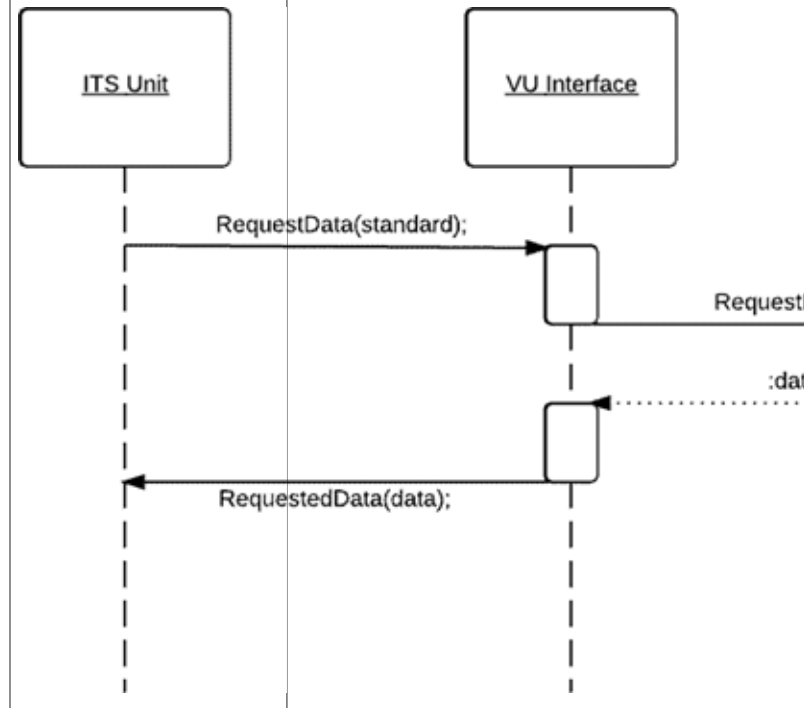 ITS Unit
VU Interface
RequestData(standard);
:
RequestedData(data);